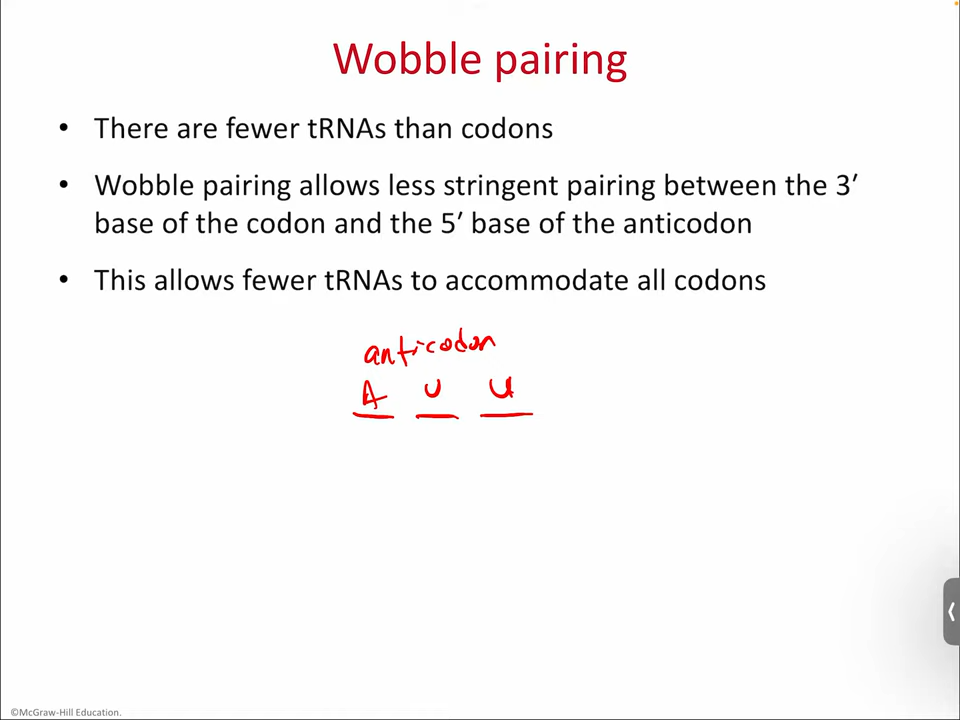 Wobble pairing
• There are fewer tRNAs than codons
• Wobble pairing allows less stringent pairing between the 3′
base of the codon and the 5′ base of the anticodon
• This allows fewer tRNAs to accommodate all codons
anticodon
A U U
©McGraw-Hill Education.